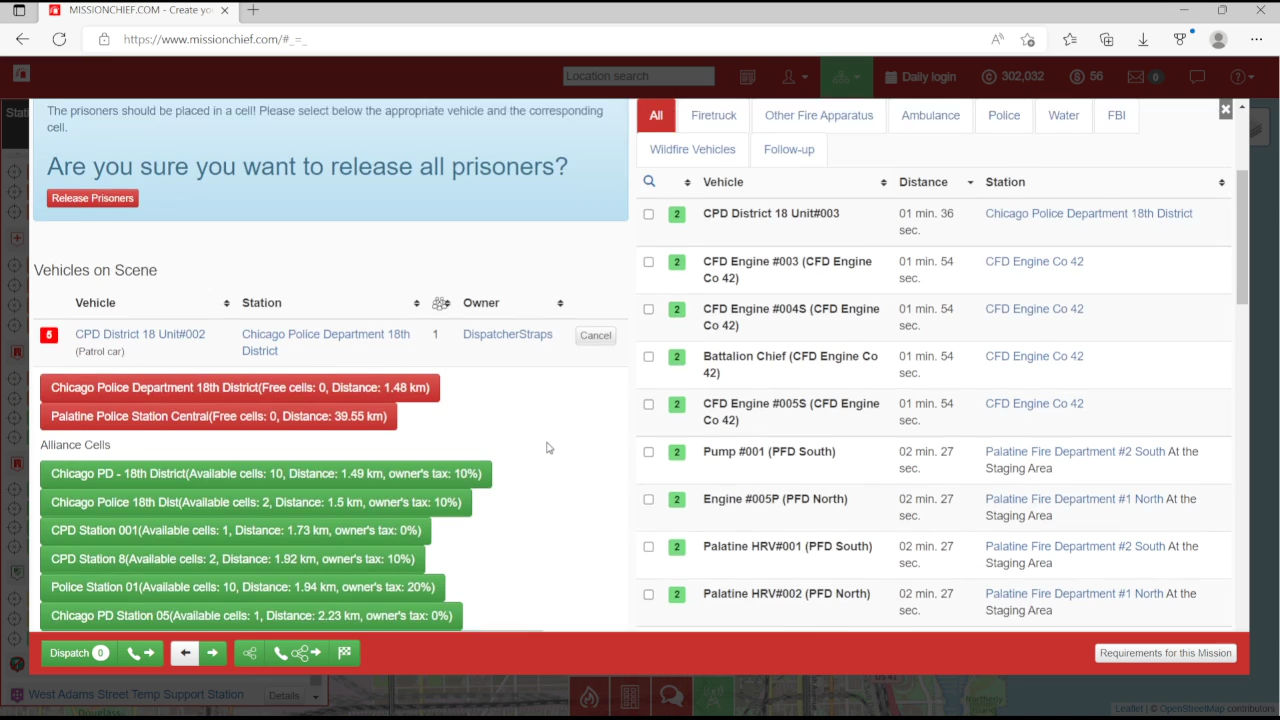 MISSIONCHIEF.COM - Create yo
https://www.missionchief.com/#_=_
Location search
Daily login
302,032
56
0
Stati
The prisoners should be placed in a cell! Please select below the appropriate vehicle and the corresponding
cell.
Are you sure you want to release all prisoners?
Release Prisoners
Vehicles on Scene
Vehicle Station Owner
5 CPD District 18 Unit#002 Chicago Police Department 18th 1 DispatcherStraps Cancel
(Patrol car) District
Chicago Police Department 18th District(Free cells: 0, Distance: 1.48 km)
Palatine Police Station Central(Free cells: 0, Distance: 39.55 km)
Alliance Cells
Chicago PD - 18th District(Available cells: 10, Distance: 1.49 km, owner's tax: 10%)
Chicago Police 18th Dist(Available cells: 2, Distance: 1.5 km, owner's tax: 10%)
CPD Station 001(Available cells: 1, Distance: 1.73 km, owner's tax: 0%)
CPD Station 8(Available cells: 2, Distance: 1.92 km, owner's tax: 10%)
Police Station 01(Available cells: 10, Distance: 1.94 km, owner's tax: 20%)
Chicago PD Station 05(Available cells: 1, Distance: 2.23 km, owner's tax: 0%)
All Firetruck Other Fire Apparatus Ambulance Police Water FBI
Wildfire Vehicles Follow-up
Vehicle Distance Station
2 CPD District 18 Unit#003 01 min. 36 Chicago Police Department 18th District
sec.
2 CFD Engine #003 (CFD Engine 01 min. 54 CFD Engine Co 42
Co 42) sec.
2 CFD Engine #004S (CFD Engine 01 min. 54 CFD Engine Co 42
Co 42) sec.
2 Battalion Chief (CFD Engine Co 01 min. 54 CFD Engine Co 42
42) sec.
2 CFD Engine #005S (CFD Engine 01 min. 54 CFD Engine Co 42
Co 42) sec.
2 Pump #001 (PFD South) 02 min. 27 Palatine Fire Department #2 South At the
sec. Staging Area
2 Engine #005P (PFD North) 02 min. 27 Palatine Fire Department #1 North At the
sec. Staging Area
2 Palatine HRV#001 (PFD South) 02 min. 27 Palatine Fire Department #2 South At the
sec. Staging Area
2 Palatine HRV#002 (PFD North) 02 min. 27 Palatine Fire Department #1 North At the
sec. Staging Area
Dispatch 0
Requirements for this Mission
West Adams Street Temp Support Station Details
Douglass
US 41
Northerly
Leaflet | © OpenStreetMap contributors